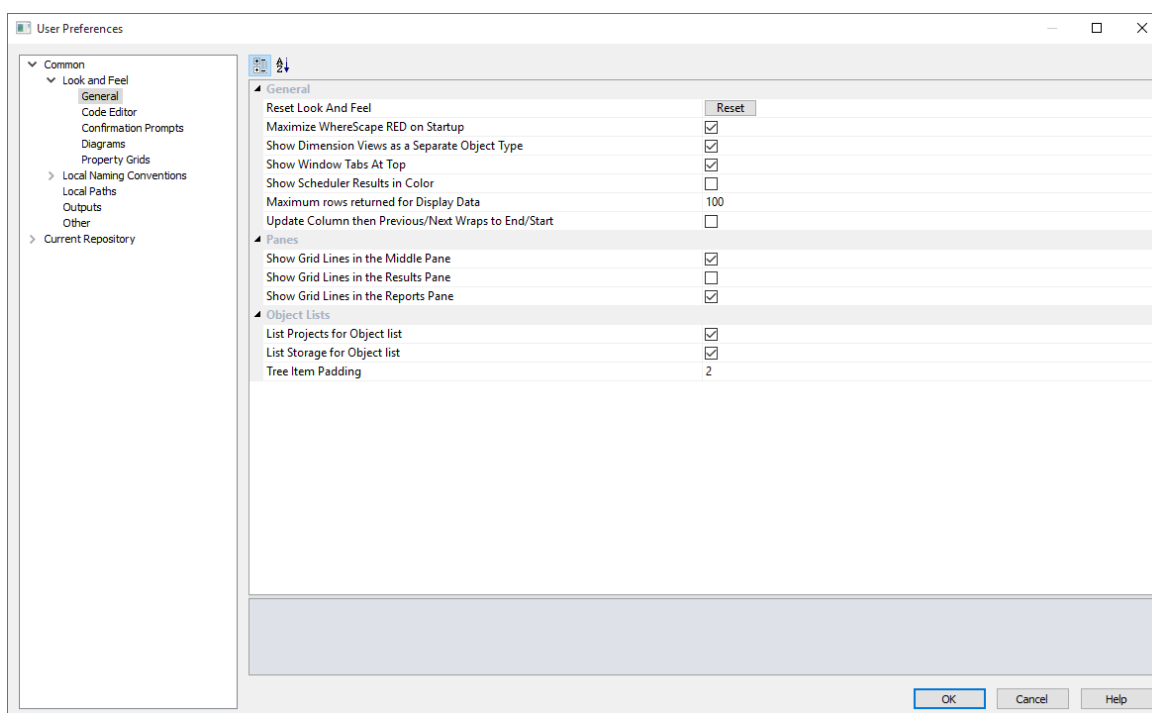 User Preferences
Common
Look and Feel
General
Code Editor
Confirmation Prompts
Diagrams
Property Grids
Local Naming Conventions
Local Paths
Outputs
Other
Current Repository
General
Reset Look And Feel Reset
Maximize WhereScape RED on Startup
Show Dimension Views as a Separate Object Type
Show Window Tabs At Top
Show Scheduler Results in Color
Maximum rows returned for Display Data 100
Update Column then Previous/Next Wraps to End/Start
Panes
Show Grid Lines in the Middle Pane
Show Grid Lines in the Results Pane
Show Grid Lines in the Reports Pane
Object Lists
List Projects for Object list
List Storage for Object list
Tree Item Padding 2
OK Cancel Help